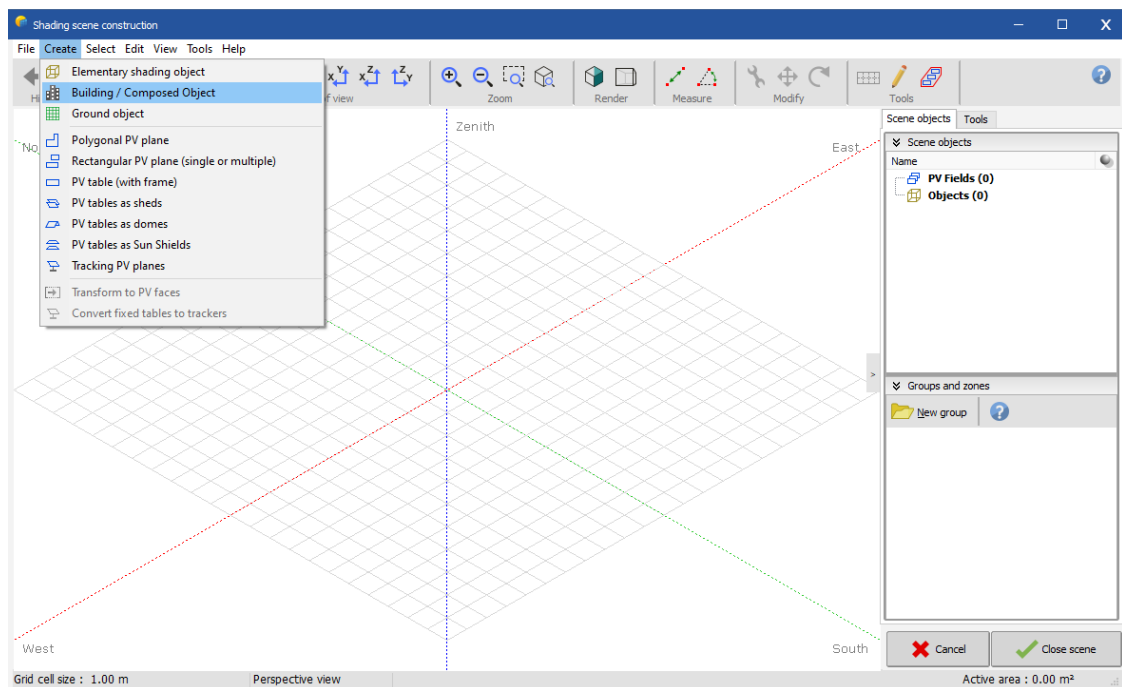 Shading scene construction
File Create Select Edit View Tools Help
Elementary shading object
Building / Composed Object
Ground object
Polygonal PV plane
Rectangular PV plane (single or multiple)
PV table (with frame)
PV tables as sheds
PV tables as domes
PV tables as Sun Shields
Tracking PV planes
Transform to PV faces
Convert fixed tables to trackers
X Y X Z Z Y
f view
Zoom
Render
Measure
Modify
Tools
Zenith
No
East
West
South
Scene objects Tools
Scene objects
Name
PV Fields (0)
Objects (0)
>
Groups and zones
New group
Cancel
Close scene
Grid cell size : 1.00 m
Perspective view
Active area : 0.00 m²